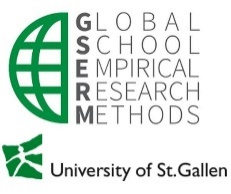 GLOBAL
SCHOOL
EMPIRICAL
RESEARCH
METHODS
University of St.Gallen